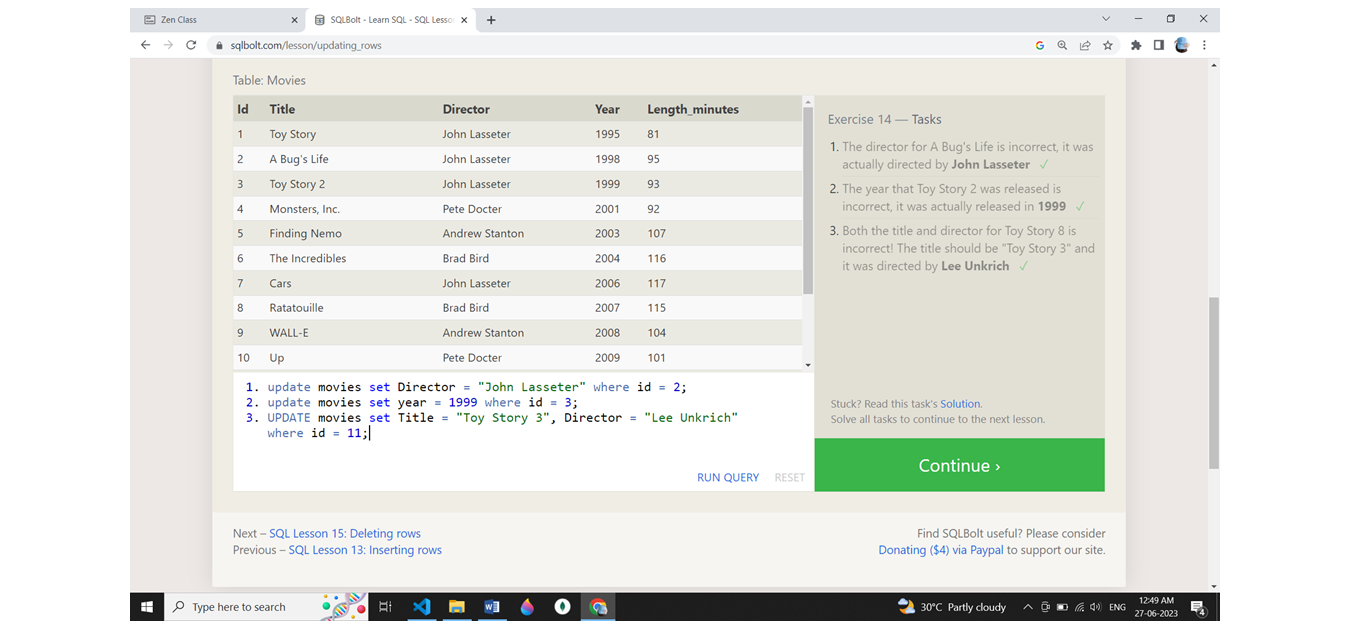 Zen Class
SQLBolt - Learn SQL - SQL Lesso
sqlbolt.com/lesson/updating_rows
Table: Movies
Id Title Director Year Length_minutes
1 Toy Story John Lasseter 1995 81
2 A Bug's Life John Lasseter 1998 95
3 Toy Story 2 John Lasseter 1999 93
4 Monsters, Inc. Pete Docter 2001 92
5 Finding Nemo Andrew Stanton 2003 107
6 The Incredibles Brad Bird 2004 116
7 Cars John Lasseter 2006 117
8 Ratatouille Brad Bird 2007 115
9 WALL-E Andrew Stanton 2008 104
10 Up Pete Docter 2009 101
1. update movies set Director = "John Lasseter" where id = 2;
2. update movies set year = 1999 where id = 3;
3. UPDATE movies set Title = "Toy Story 3", Director = "Lee Unkrich"
where id = 11;
RUN QUERY RESET
Exercise 14 — Tasks
1. The director for A Bug's Life is incorrect, it was
actually directed by John Lasseter ✓
2. The year that Toy Story 2 was released is
incorrect, it was actually released in 1999 ✓
3. Both the title and director for Toy Story 8 is
incorrect! The title should be "Toy Story 3" and
it was directed by Lee Unkrich ✓
Stuck? Read this task's Solution.
Solve all tasks to continue to the next lesson.
Continue ›
Next – SQL Lesson 15: Deleting rows
Previous – SQL Lesson 13: Inserting rows
Find SQLBolt useful? Please consider
Donating ($4) via Paypal to support our site.
Type here to search
30°C Partly cloudy
ENG
12:49 AM
27-06-2023
4